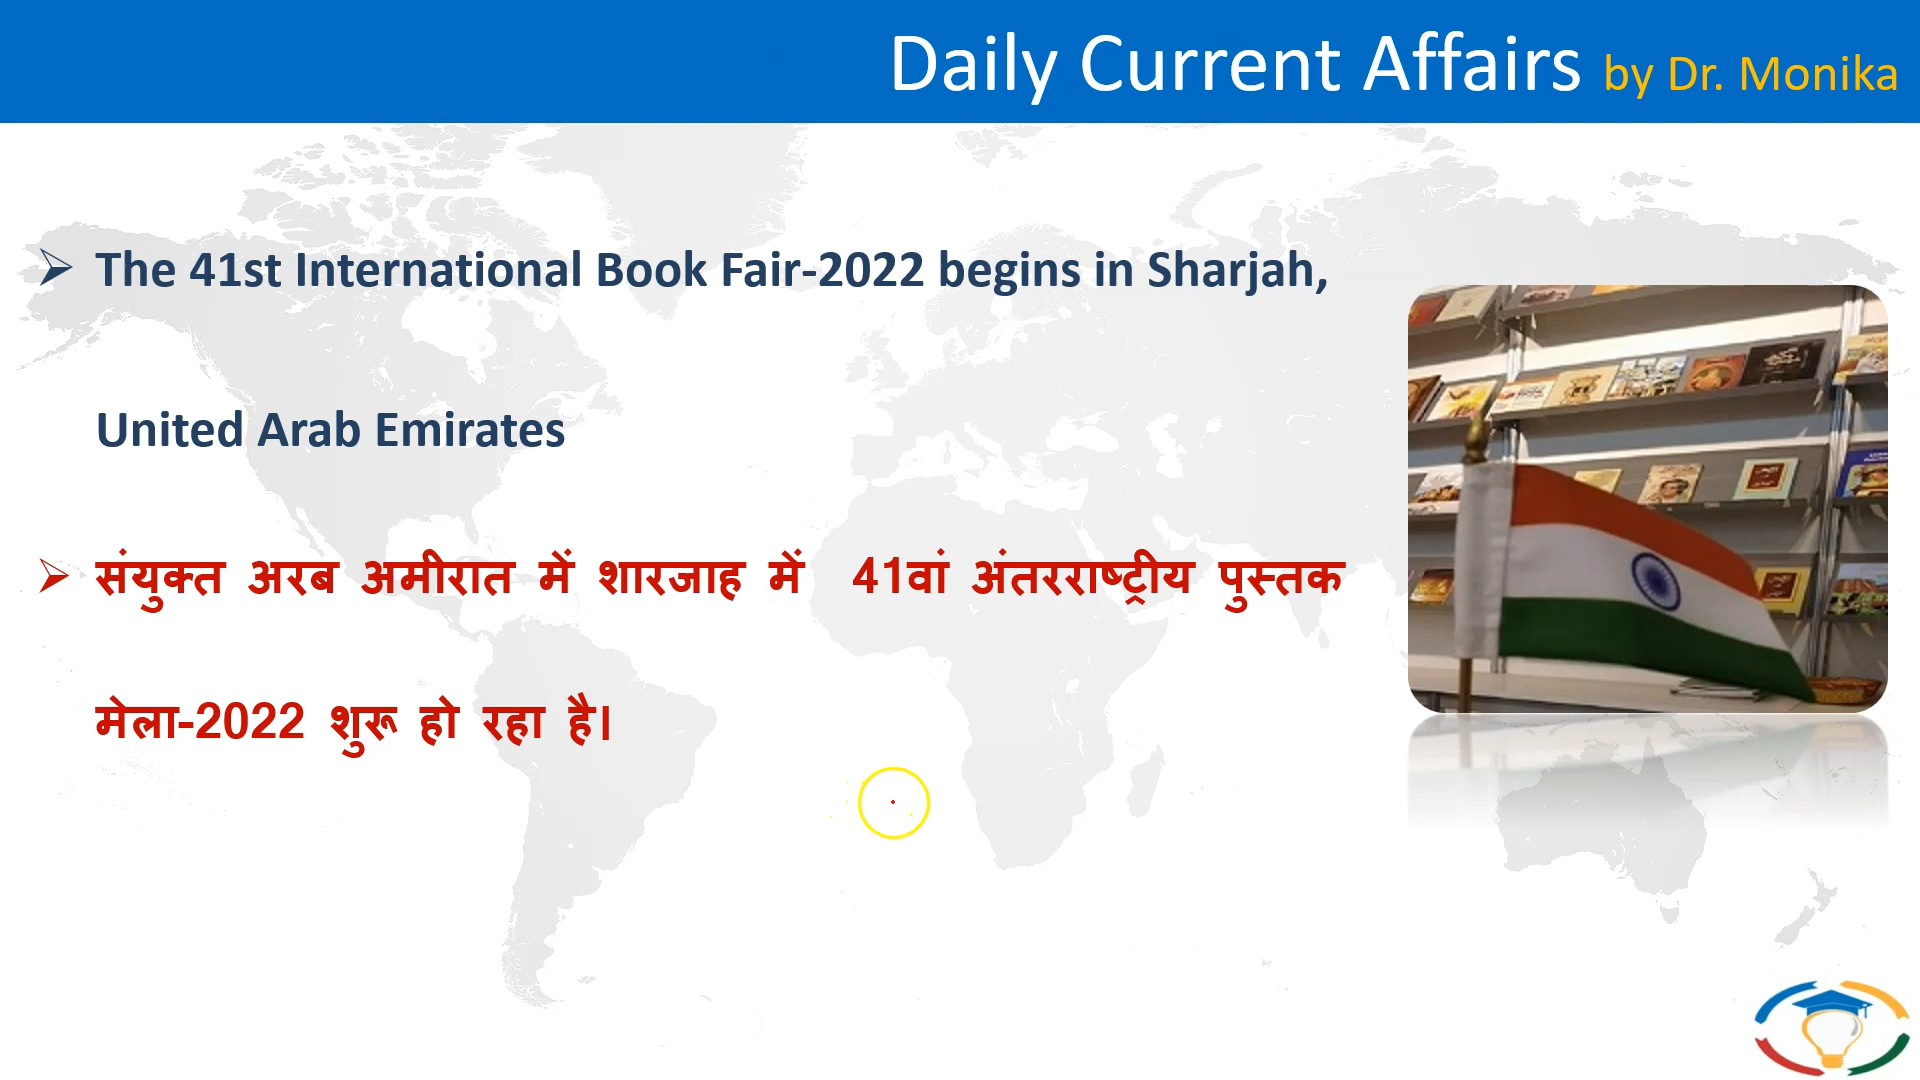 Daily Current Affairs by Dr. Monika
➢ The 41st International Book Fair-2022 begins in Sharjah,
United Arab Emirates
➢ संयुक्त अरब अमीरात में शारजाह में 41वां अंतरराष्ट्रीय पुस्तक
मेला-2022 शुरू हो रहा है।